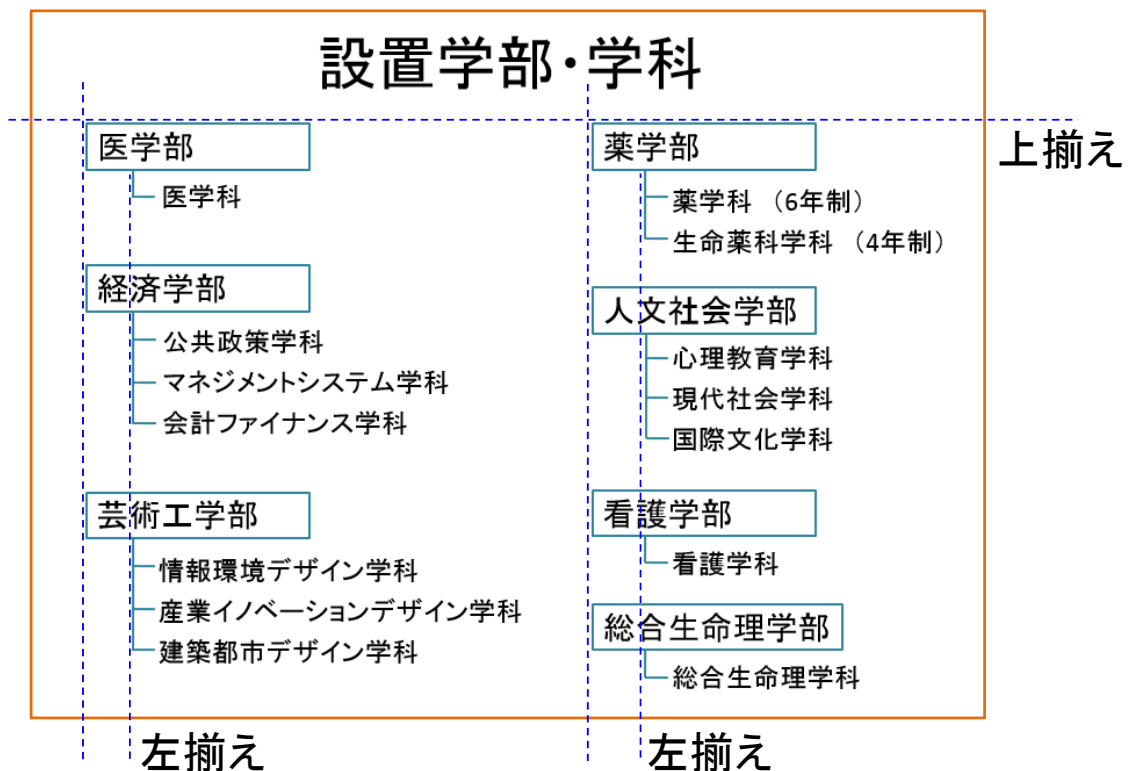 設置学部・学科
上揃え
医学部
医学科
経済学部
公共政策学科
マネジメントシステム学科
会計ファイナンス学科
芸術工学部
情報環境デザイン学科
産業イノベーションデザイン学科
建築都市デザイン学科
薬学部
薬学科 （6年制）
生命薬科学科 （4年制）
人文社会学部
心理教育学科
現代社会学科
国際文化学科
看護学部
看護学科
総合生命理学部
総合生命理学科
左揃え
左揃え